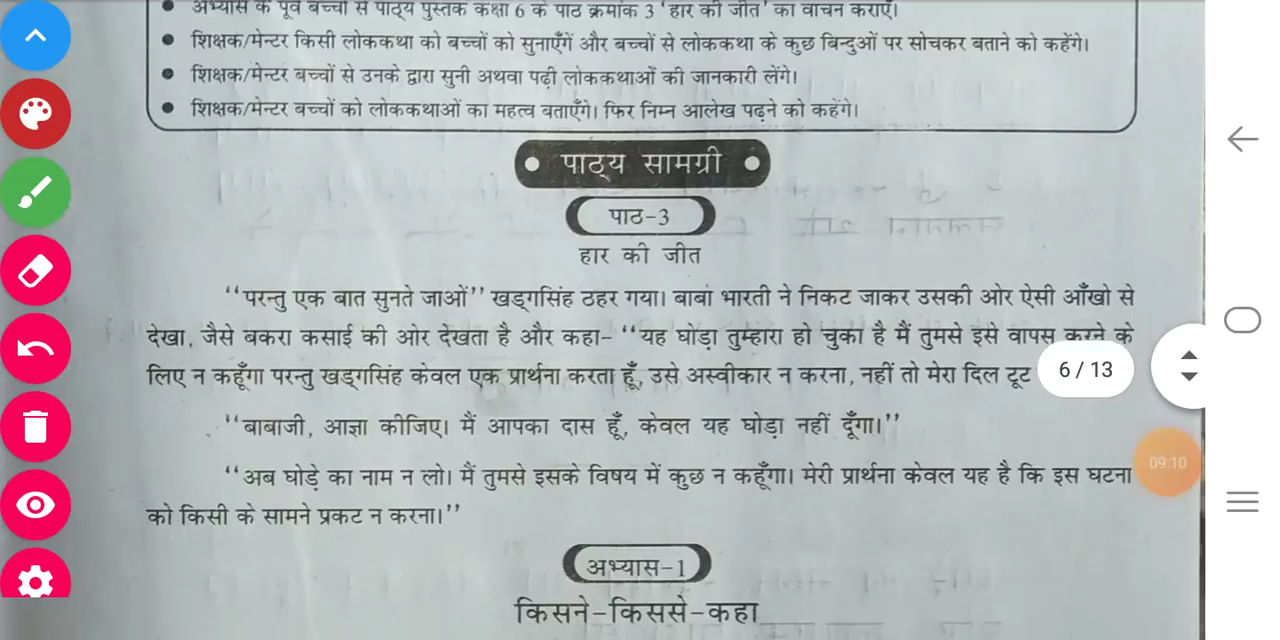 अभ्यास के पूर्व बच्चों से पाठ्य पुस्तक कक्षा 6 के पाठ क्रमांक 3 'हार की जीत' का वाचन कराएँ।
शिक्षक/मेन्टर किसी लोककथा को बच्चों को सुनाएँगें और बच्चों से लोककथा के कुछ बिन्दुओं पर सोचकर बताने को कहेंगे।
शिक्षक/मेन्टर बच्चों से उनके द्वारा सुनी अथवा पढ़ी लोककथाओं की जानकारी लेंगे।
शिक्षक/मेन्टर बच्चों को लोककथाओं का महत्व बताएँगे। फिर निम्न आलेख पढ़ने को कहेंगे।
पाठ्य सामग्री
पाठ-3
हार की जीत
‘‘परन्तु एक बात सुनते जाओं’’ खड्गसिंह ठहर गया। बाबां भारती ने निकट जाकर उसकी ओर ऐसी आँखो से
देखा, जैसे बकरा कसाई की ओर देखता है और कहा- ‘‘यह घोड़ा तुम्हारा हो चुका है मैं तुमसे इसे वापस करने के
लिए न कहूँगा परन्तु खड्गसिंह केवल एक प्रार्थना करता हूँ, उसे अस्वीकार न करना, नहीं तो मेरा दिल टूट
6 / 13
‘‘बाबाजी, आज्ञा कीजिए। मैं आपका दास हूँ, केवल यह घोड़ा नहीं दूँगा।’’
09:10
‘‘अब घोड़े का नाम न लो। मैं तुमसे इसके विषय में कुछ न कहूँगा। मेरी प्रार्थना केवल यह है कि इस घटना
को किसी के सामने प्रकट न करना।’’
अभ्यास-1
किसने-किससे-कहा